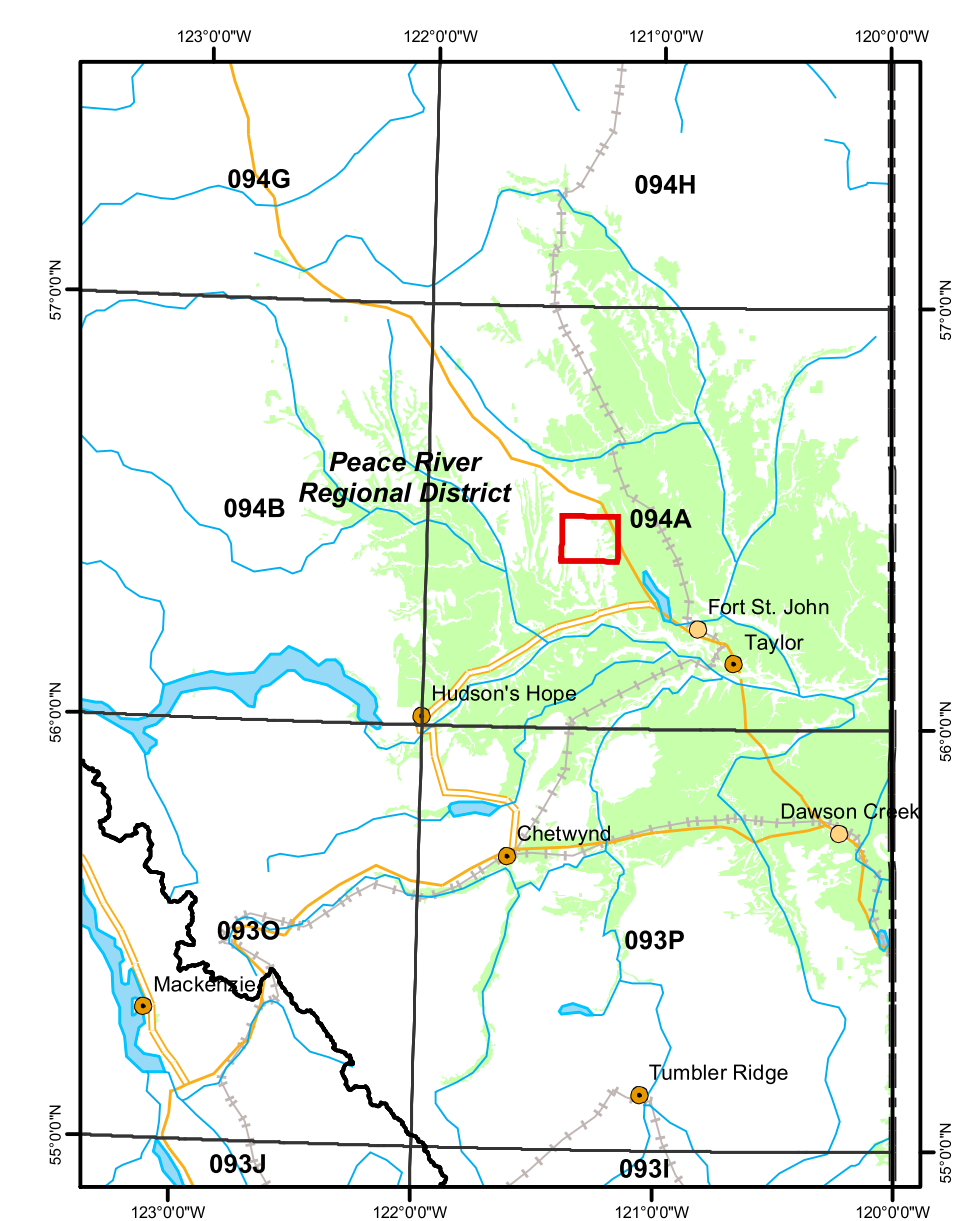 123°0'0"W 122°0'0"W 121°0'0"W 120°0'0"W
094G
094H
57°0'0"N
57°0'0"N
Peace River
Regional District
094B
094A
Fort St. John
Taylor
Hudson's Hope
56°0'0"N
56°0'0"N
Dawson Creek
Chetwynd
093O
093P
Mackenzie
Tumbler Ridge
55°0'0"N
55°0'0"N
093J
093I
123°0'0"W 122°0'0"W 121°0'0"W 120°0'0"W